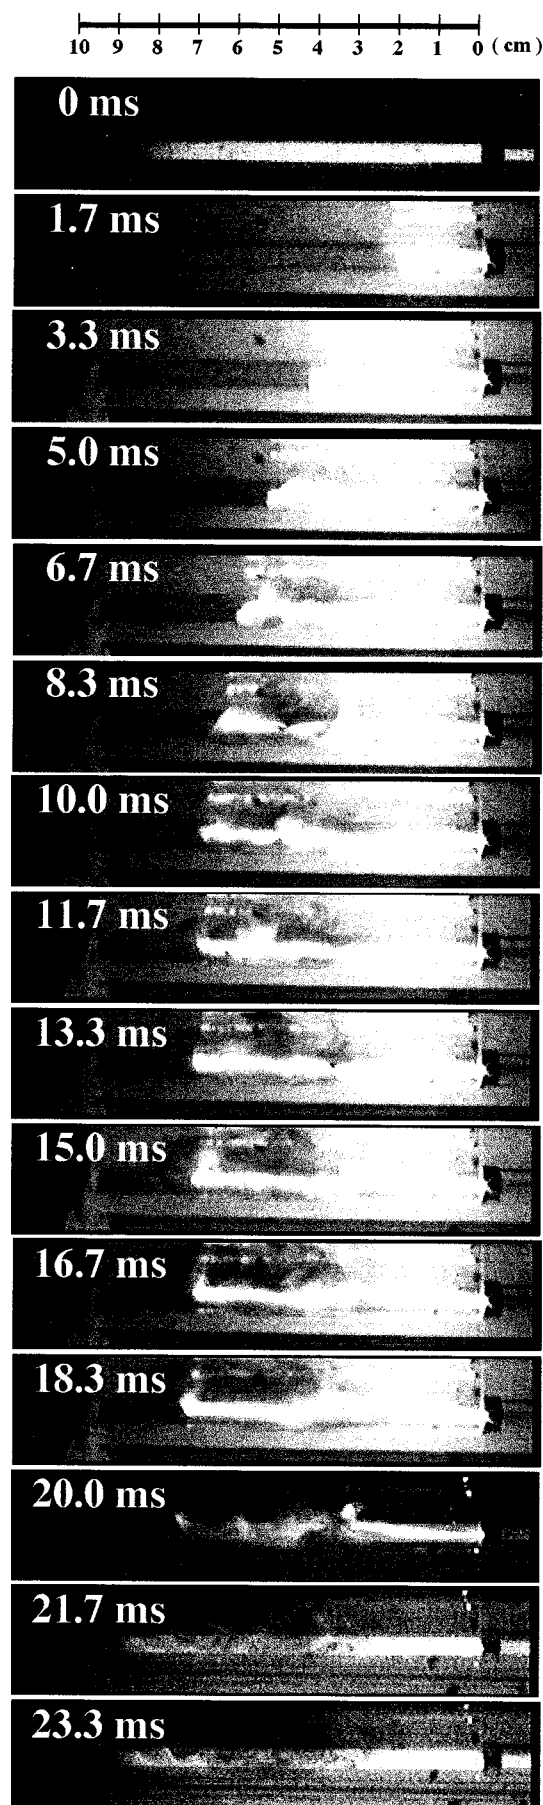 10 9 8 7 6 5 4 3 2 1 0 (cm)
0 ms
1.7 ms
3.3 ms
5.0 ms
6.7 ms
8.3 ms
10.0 ms
11.7 ms
13.3 ms
15.0 ms
16.7 ms
18.3 ms
20.0 ms
21.7 ms
23.3 ms